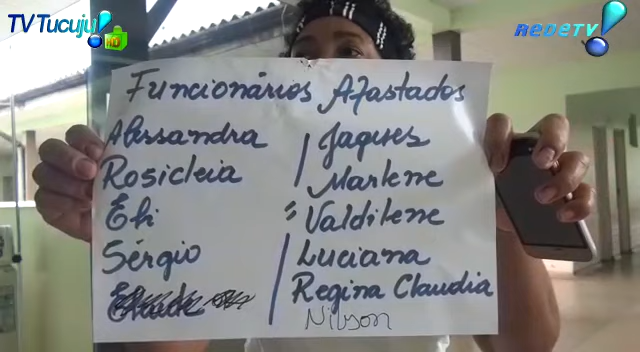 TV Tucuju!
REDETV!
Funcionários Afastados
Alessandra
Rosicleia
Eli
Sérgio
Jaques
Marlene
Valdilene
Luciana
Regina Claudia
Nilson